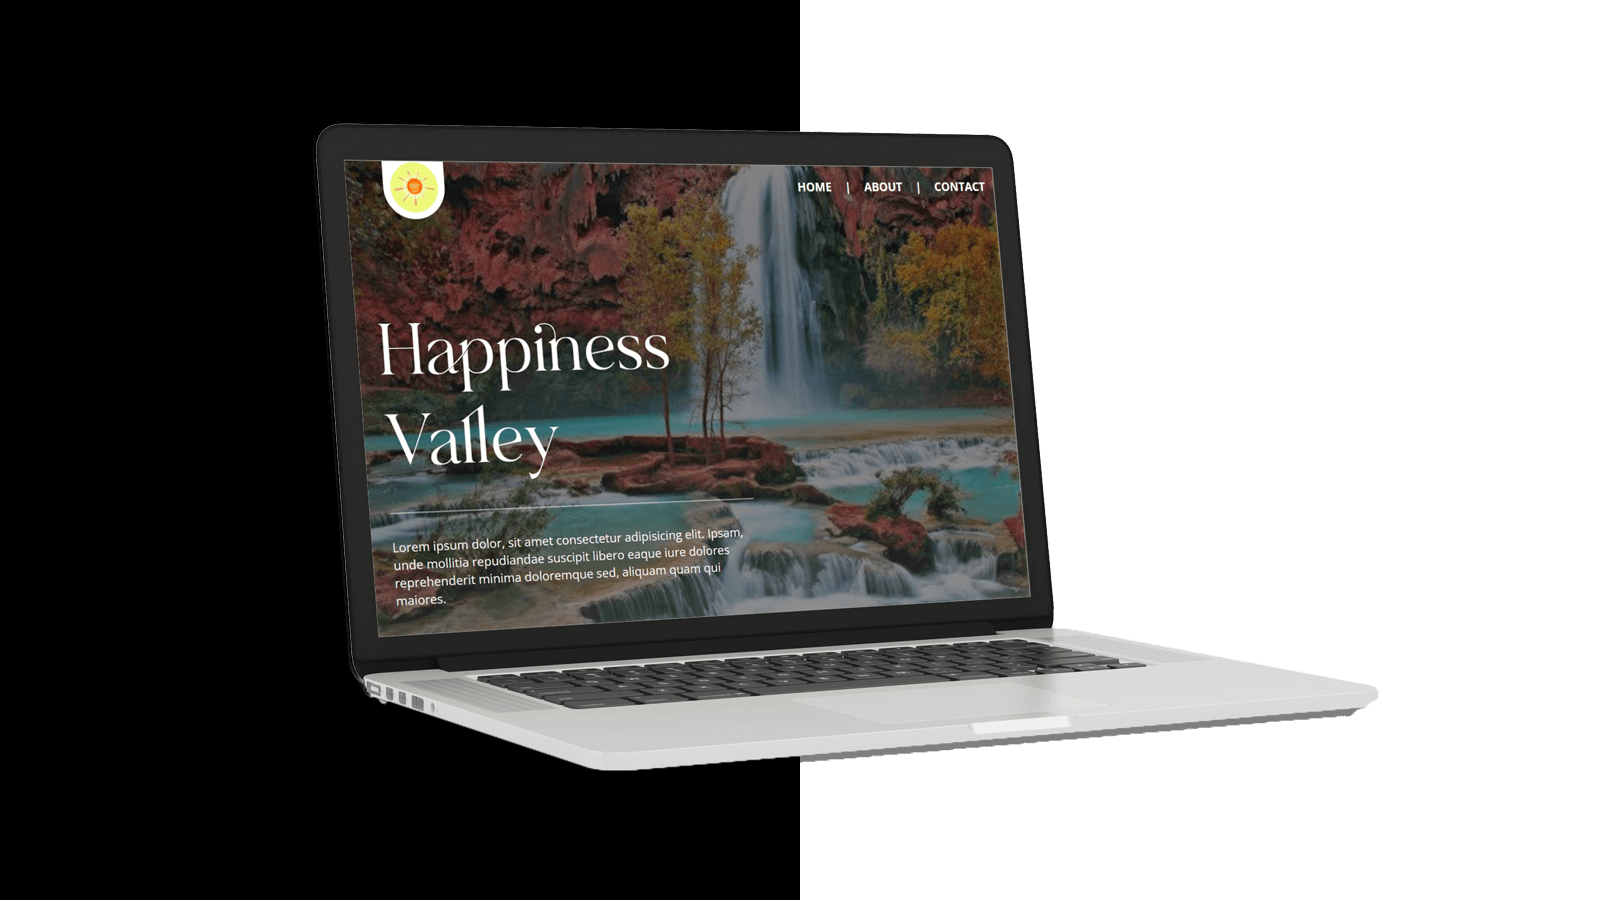 HOME | ABOUT | CONTACT
Happiness
Valley
Lorem ipsum dolor, sit amet consectetur adipisicing elit. Ipsam,
unde mollitia repudiandae suscipit libero eaque iure dolores
reprehenderit minima doloremque sed, aliquam quam qui
maiores.